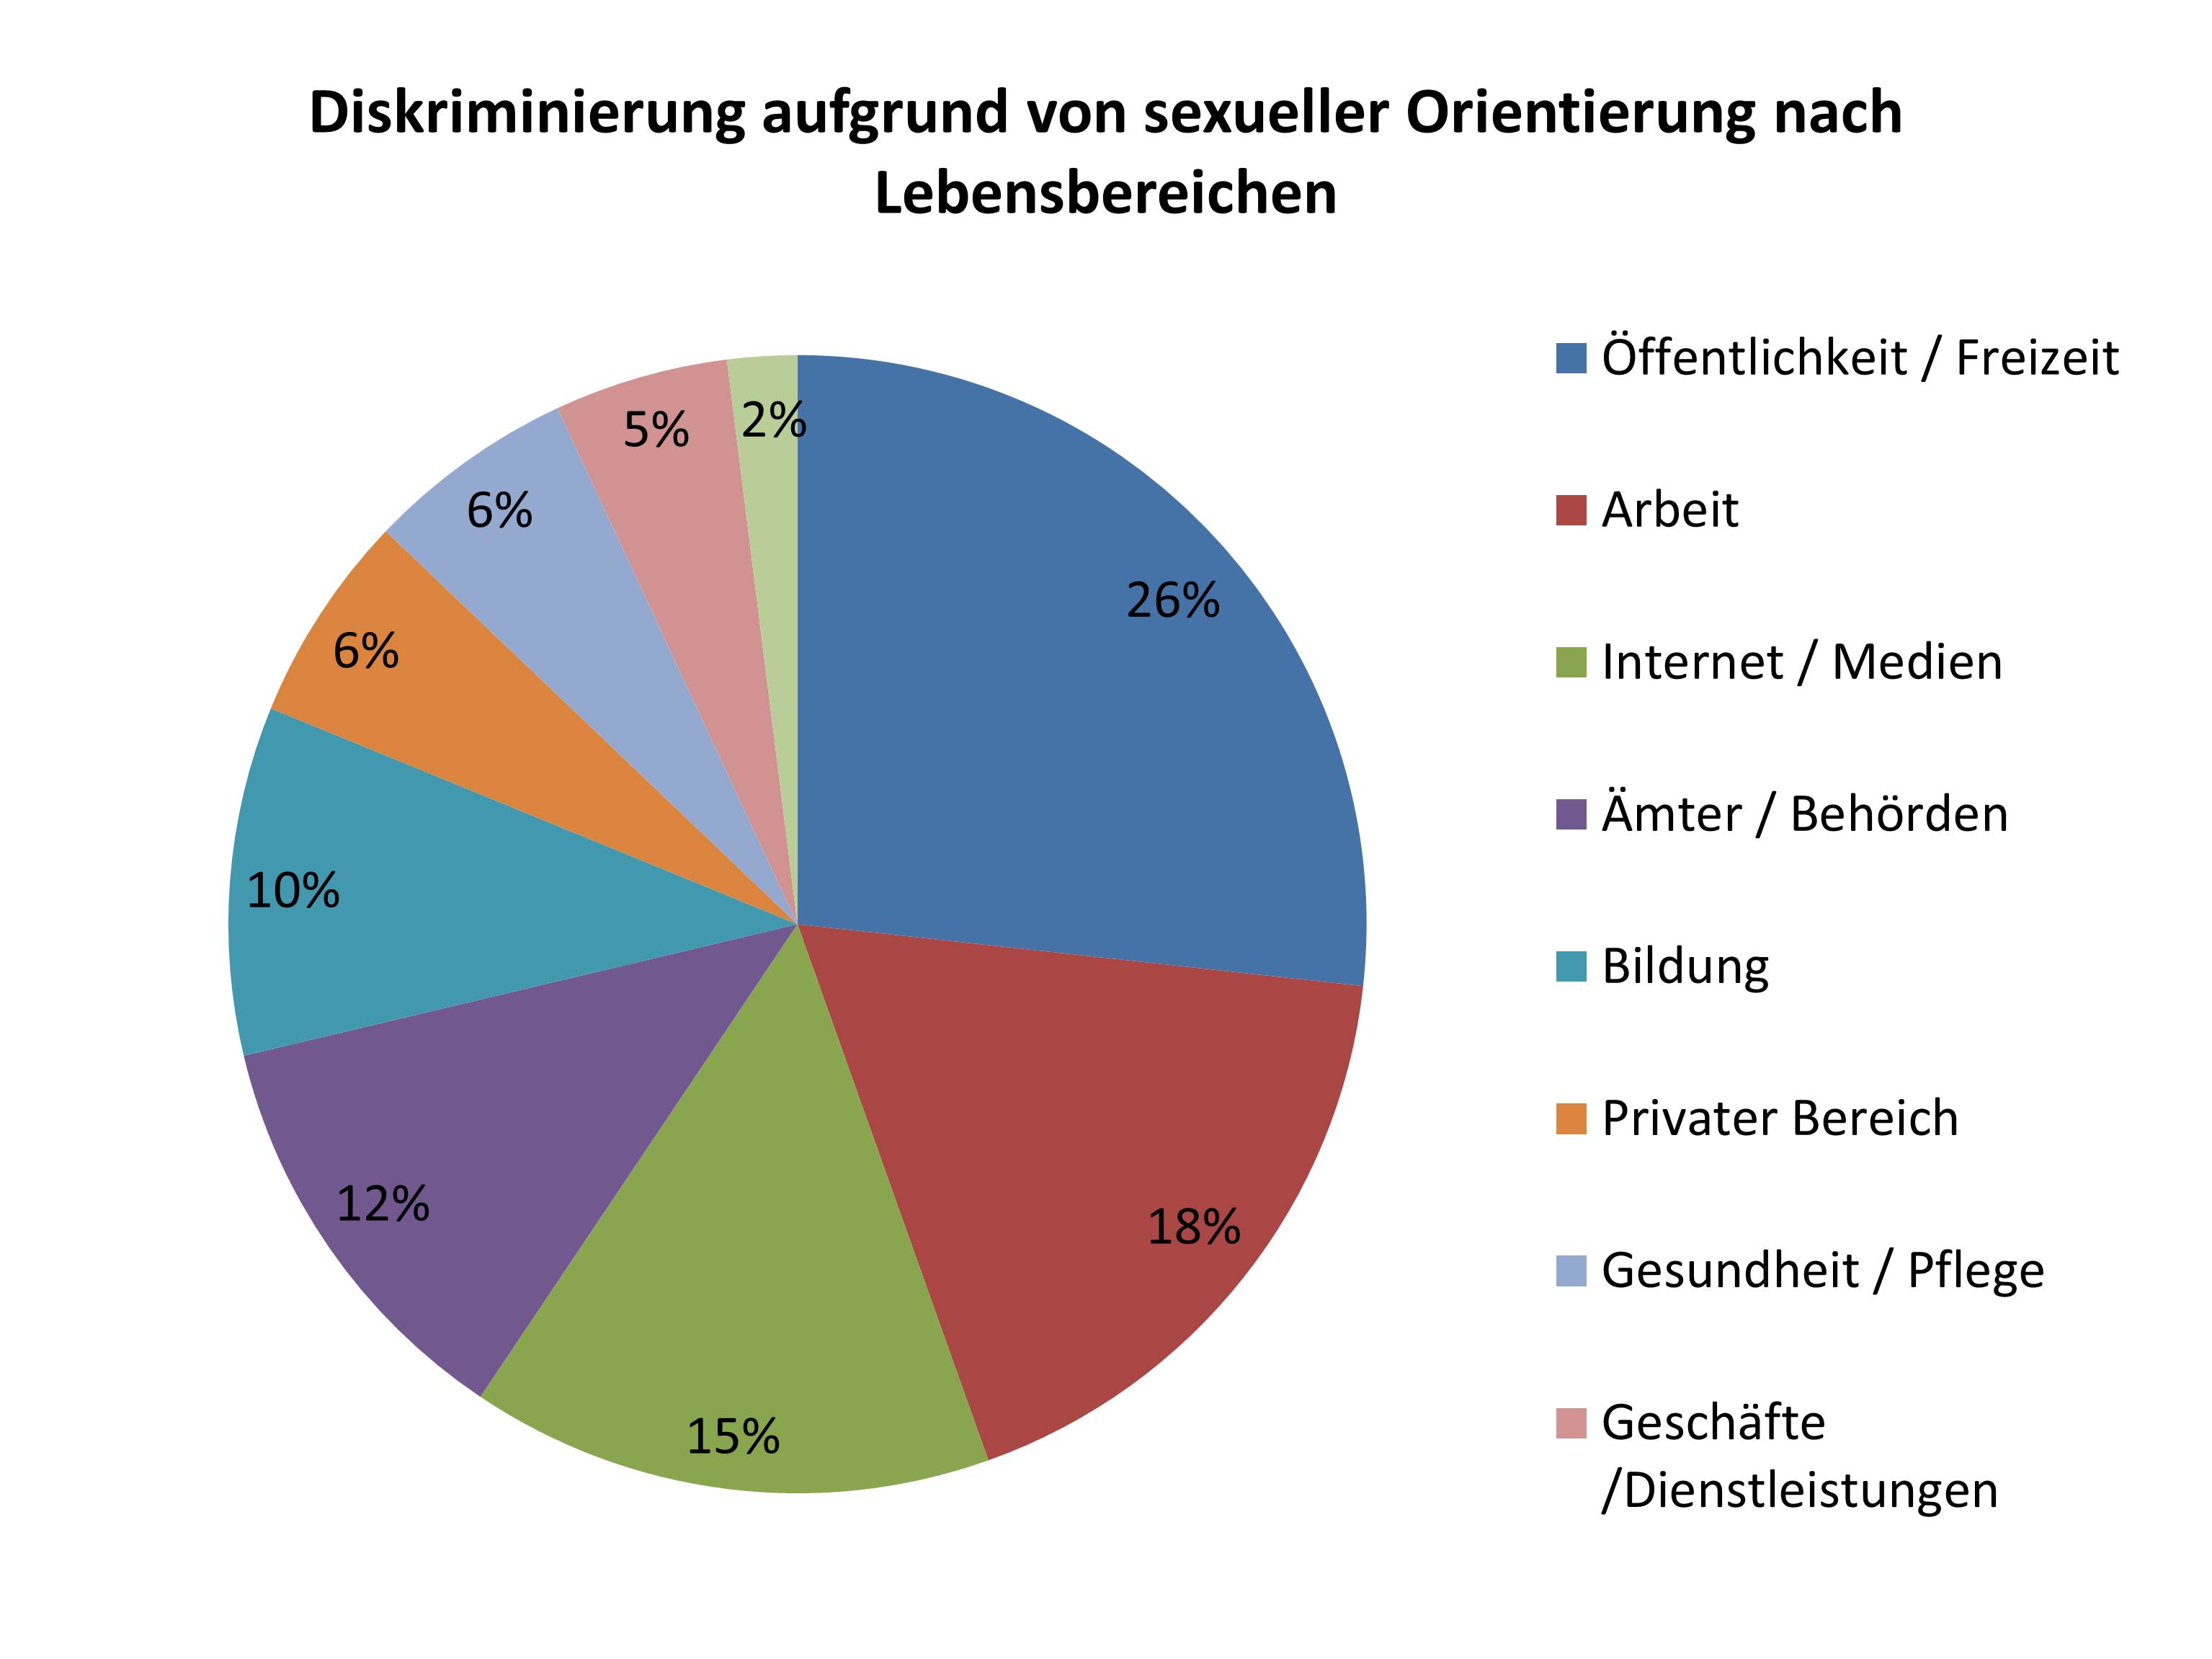 Diskriminierung aufgrund von sexueller Orientierung nach
Lebensbereichen
26%
18%
15%
12%
10%
6%
6%
5%
2%
Öffentlichkeit / Freizeit
Arbeit
Internet / Medien
Ämter / Behörden
Bildung
Privater Bereich
Gesundheit / Pflege
Geschäfte
/Dienstleistungen